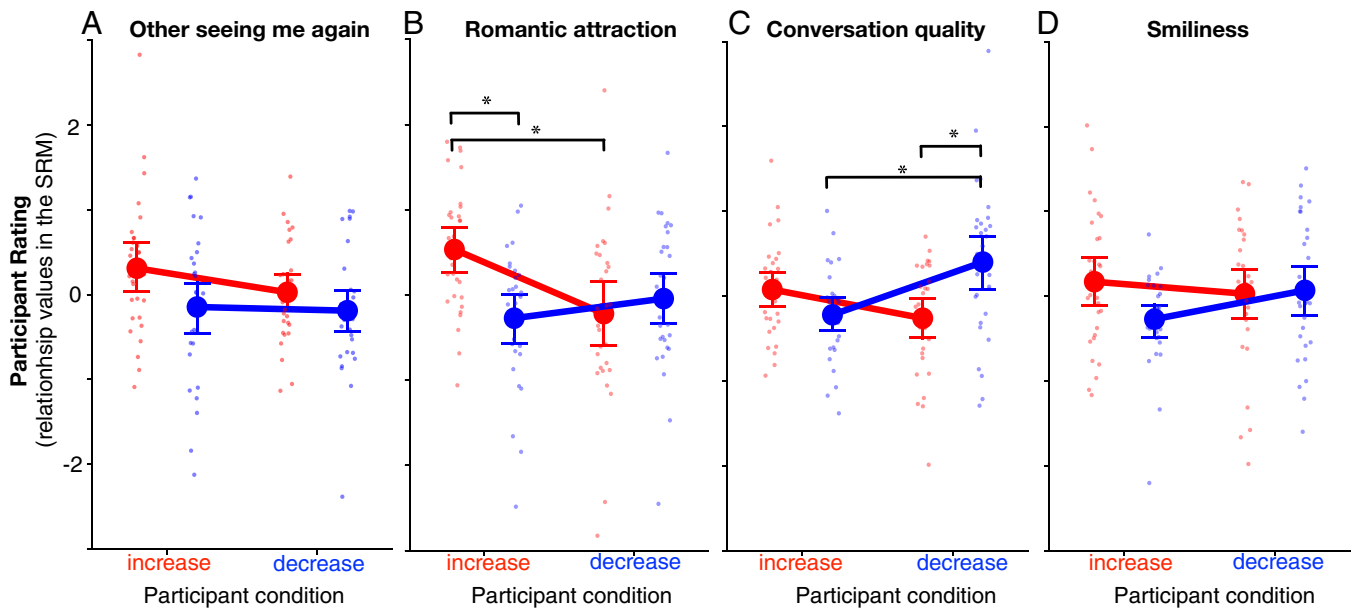 A Other seeing me again
B Romantic attraction
C Conversation quality
D Smiliness
Participant Rating
(relationhsip values in the SRM)
2
0
-2
* * * *
increase decrease increase decrease increase decrease increase decrease
Participant condition Participant condition Participant condition Participant condition